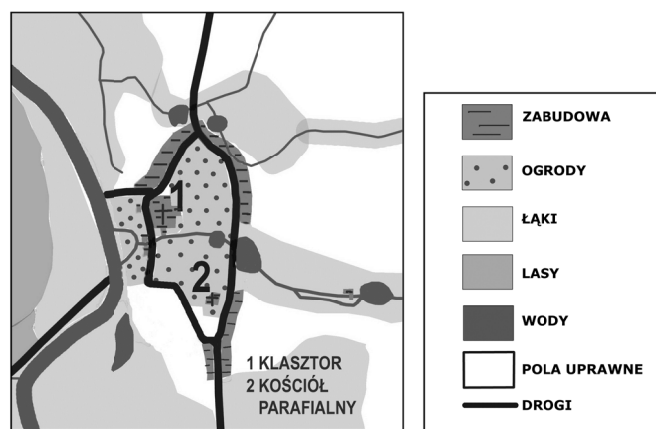 1
2
1 KLASZTOR
2 KOŚCIÓŁ
PARAFIALNY
ZABUDOWA
OGRODY
ŁĄKI
LASY
WODY
POLA UPRAWNE
DROGI